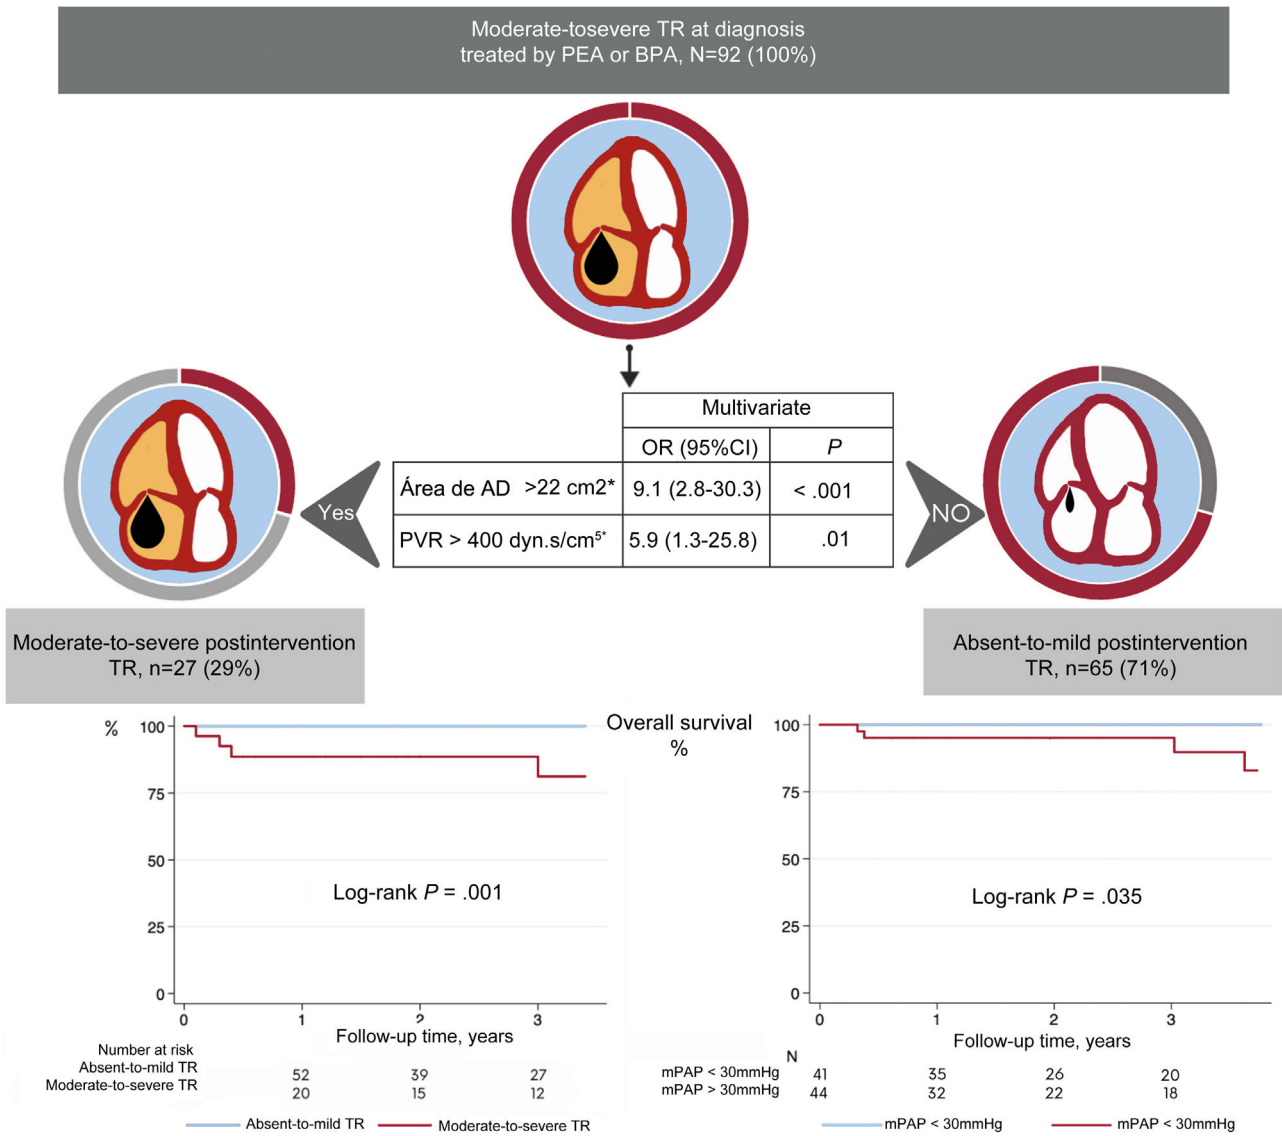 Moderate-tosevere TR at diagnosis
treated by PEA or BPA, N=92 (100%)
Multivariate
OR (95%CI) P
Área de AD >22 cm2* 9.1 (2.8-30.3) < .001
PVR > 400 dyn.s/cm5* 5.9 (1.3-25.8) .01
Yes
NO
Moderate-to-severe postintervention
TR, n=27 (29%)
Absent-to-mild postintervention
TR, n=65 (71%)
Overall survival
%
%
100
75
50
25
0
Log-rank P = .001
0 1 2 3
Follow-up time, years
Number at risk
Absent-to-mild TR 52 39 27
Moderate-to-severe TR 20 15 12
Absent-to-mild TR Moderate-to-severe TR
100
75
50
25
0
Log-rank P = .035
0 1 2 3
Follow-up time, years
N
mPAP < 30mmHg 41 35 26 20
mPAP > 30mmHg 44 32 22 18
mPAP < 30mmHg mPAP < 30mmHg